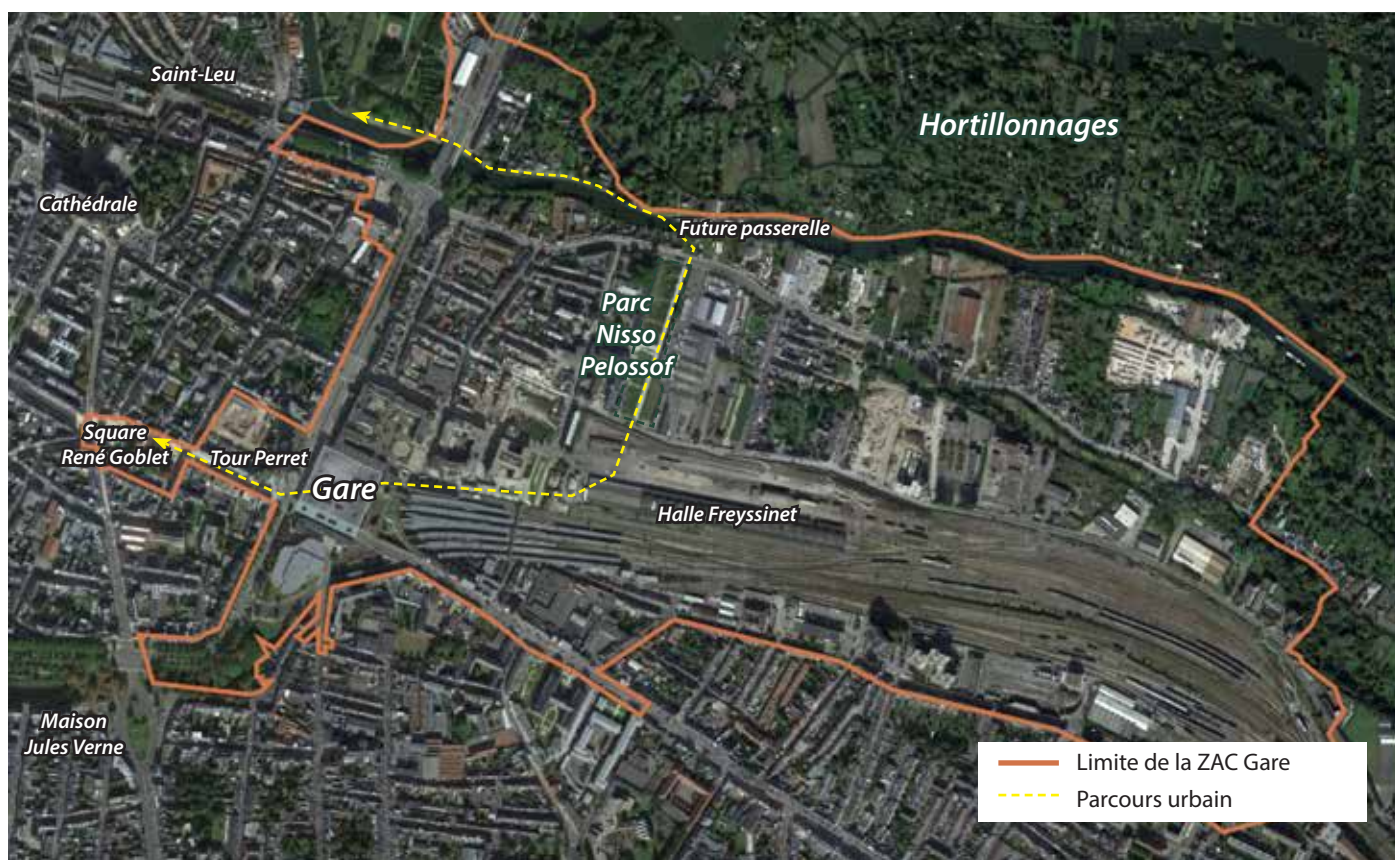 Saint-Leu
Hortillonnages
Cathédrale
Future passerelle
Parc
Nisso
Pelossof
Square
René Goblet
Tour Perret
Gare
Halle Freyssinet
Maison
Jules Verne
Limite de la ZAC Gare
Parcours urbain